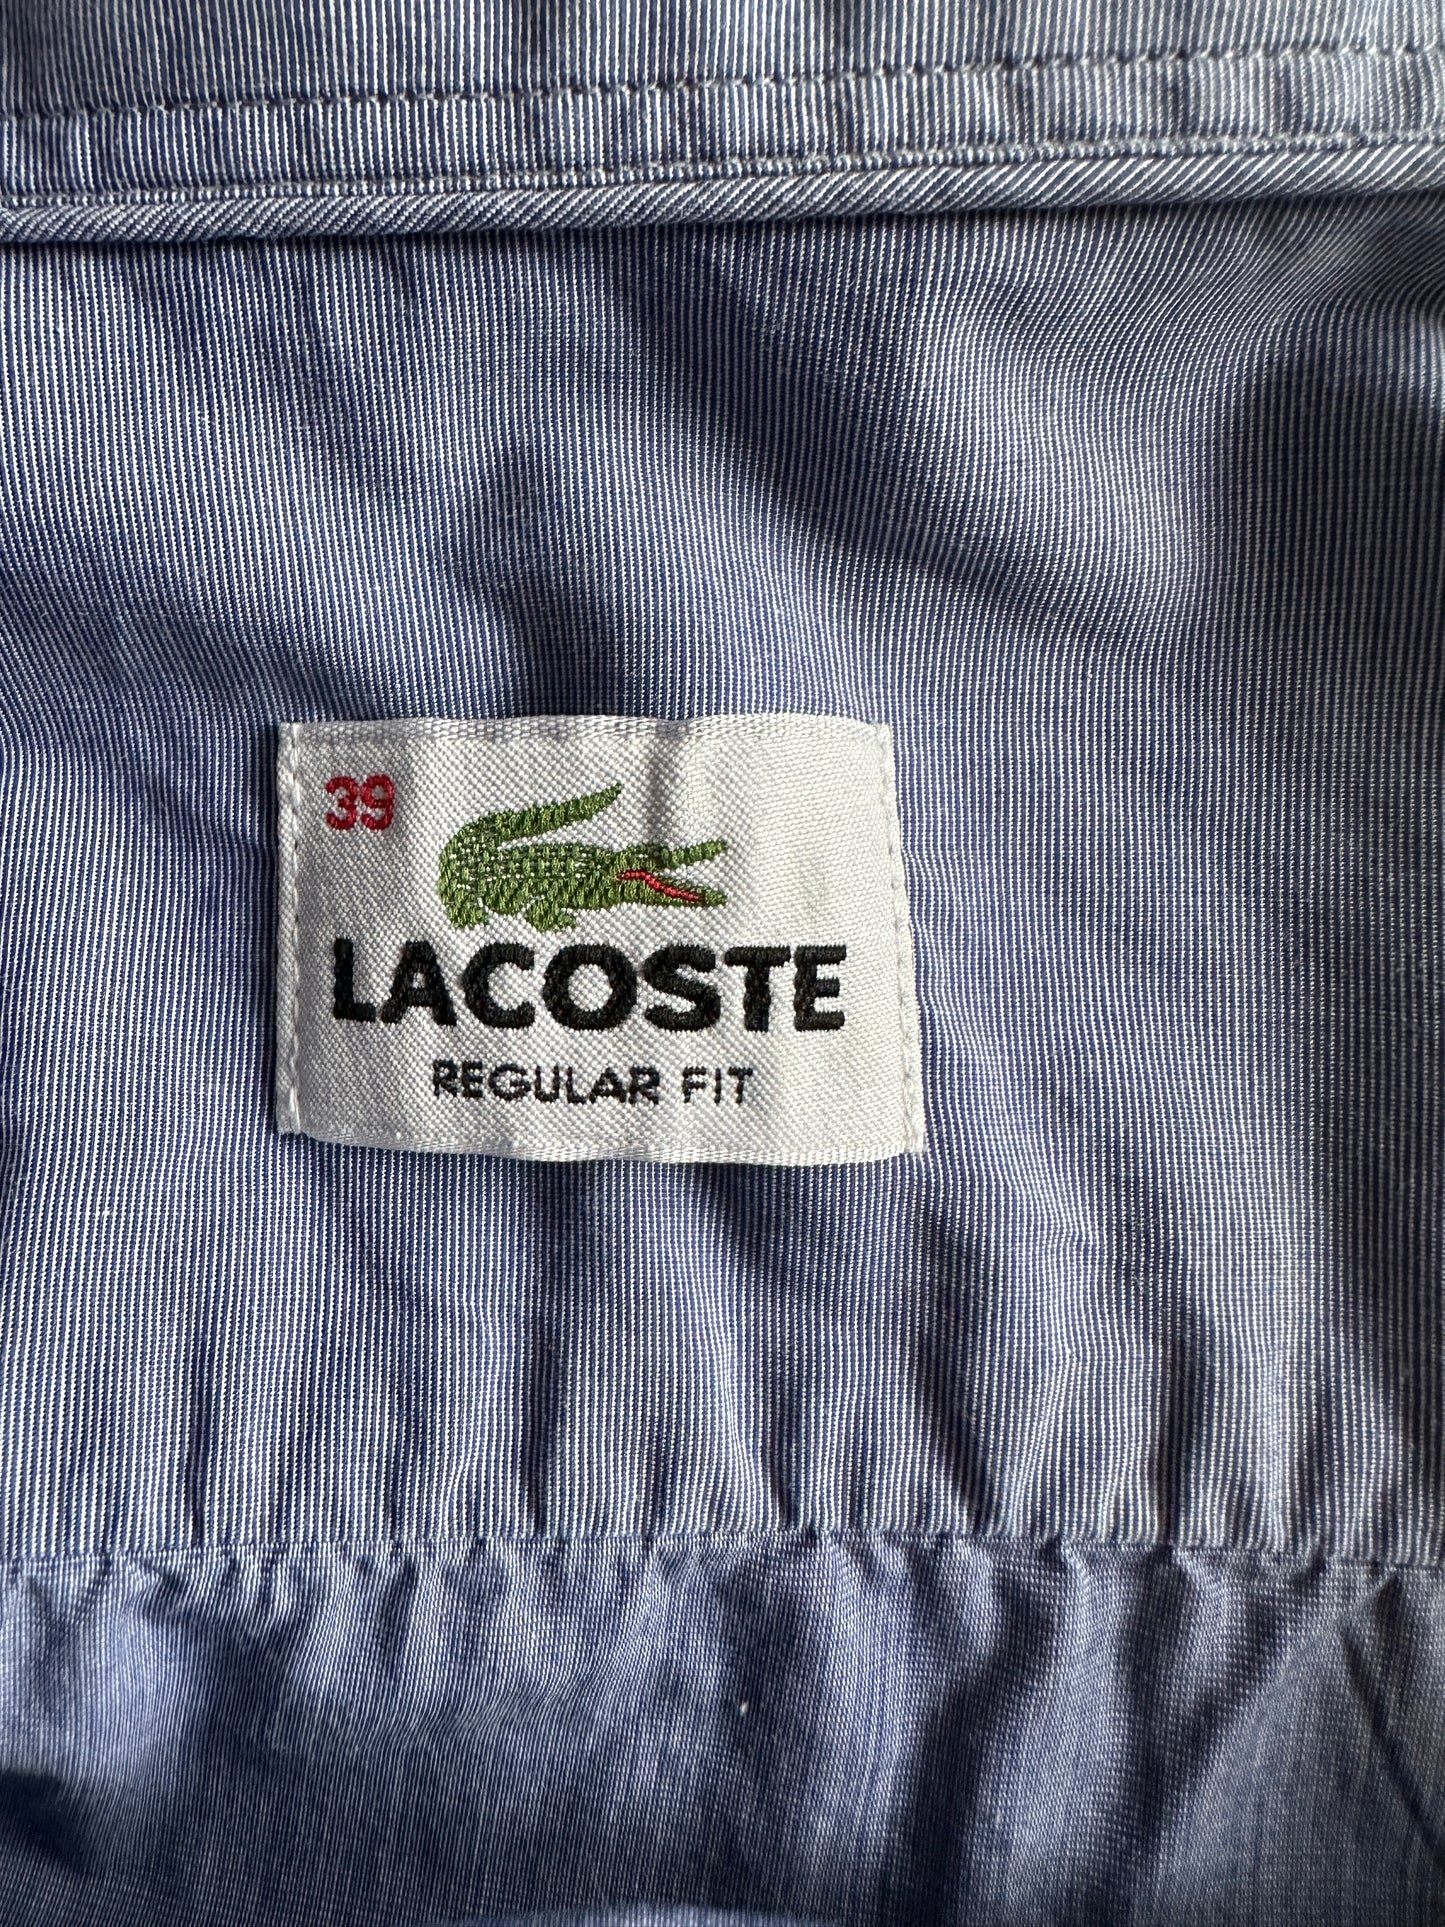 39
LACOSTE
REGULAR FIT